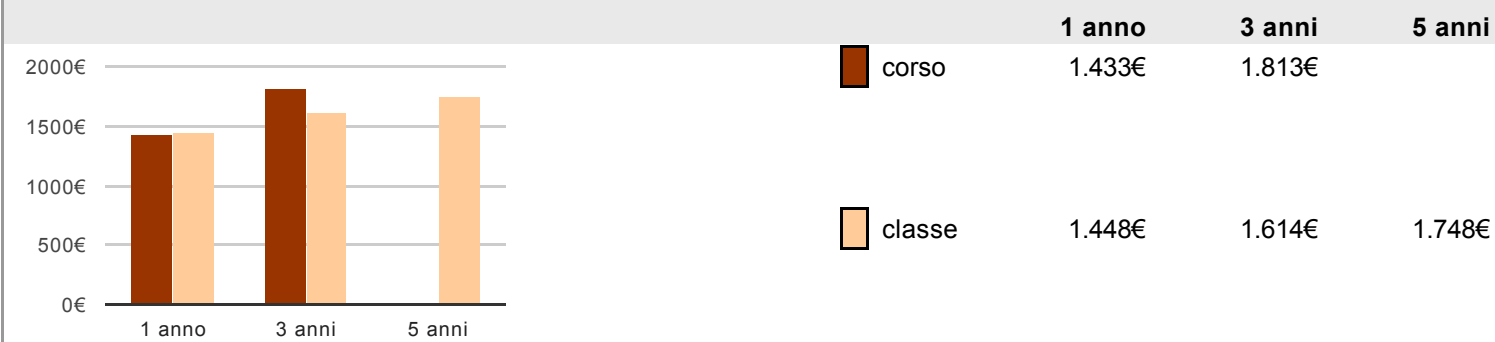 1 anno 3 anni 5 anni
2000€
1500€
1000€
500€
0€
1 anno 3 anni 5 anni
corso 1.433€ 1.813€
classe 1.448€ 1.614€ 1.748€